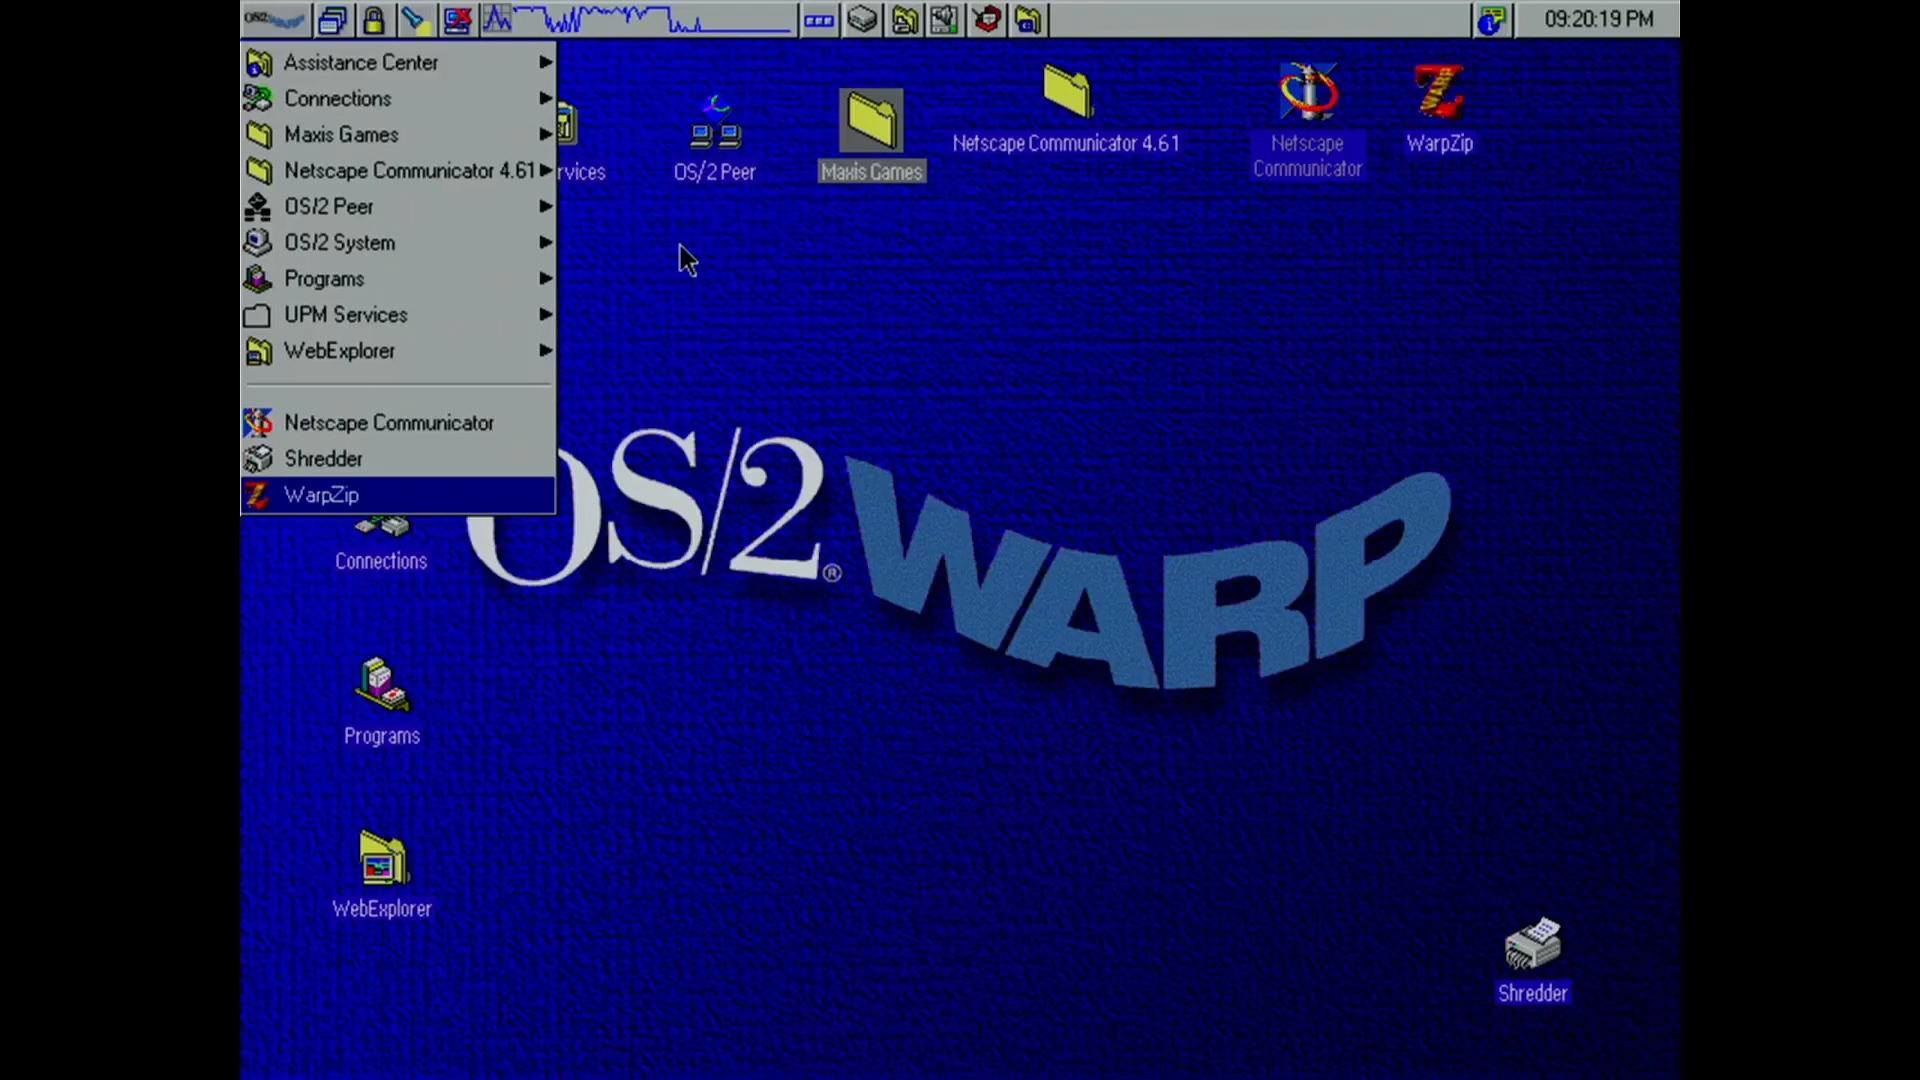 OS/2
09:20:19 PM
Assistance Center
Connections
Maxis Games
Netscape Communicator 4.61
OS/2 Peer
OS/2 System
Programs
UPM Services
WebExplorer
Netscape Communicator
Shredder
WarpZip
rvices
OS/2 Peer
Maxis Games
Netscape Communicator 4.61
Netscape
Communicator
WarpZip
OS/2® WARP
Connections
Programs
WebExplorer
Shredder